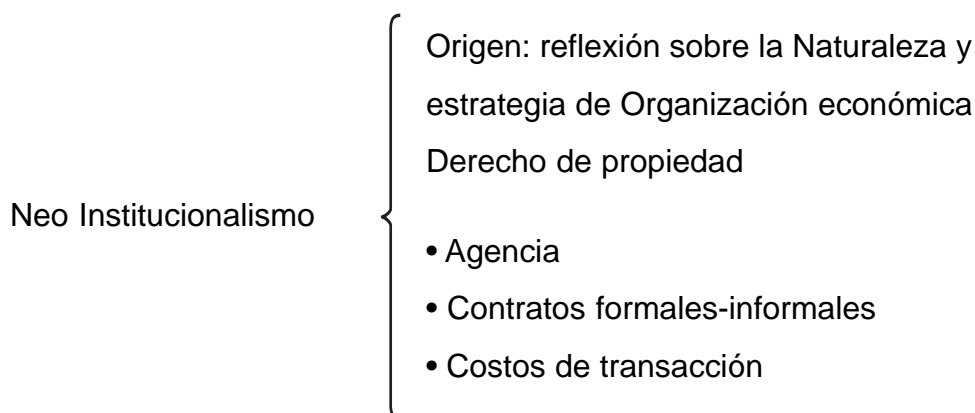 Origen: reflexión sobre la Naturaleza y
estrategia de Organización económica
Derecho de propiedad
Neo Institucionalismo
• Agencia
• Contratos formales-informales
• Costos de transacción